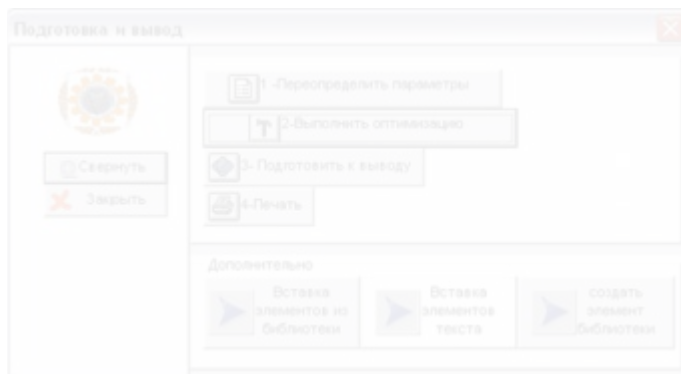 Подготовка и вывод
1 -Переопределить параметры
2-Выполнить оптимизацию
@Свернуть
3- Подготовить к выводу
Закрыть
4-Печать
Дополнительно
Вставка элементов из библиотеки
Вставка элементов текста
создать элемент библиотеки